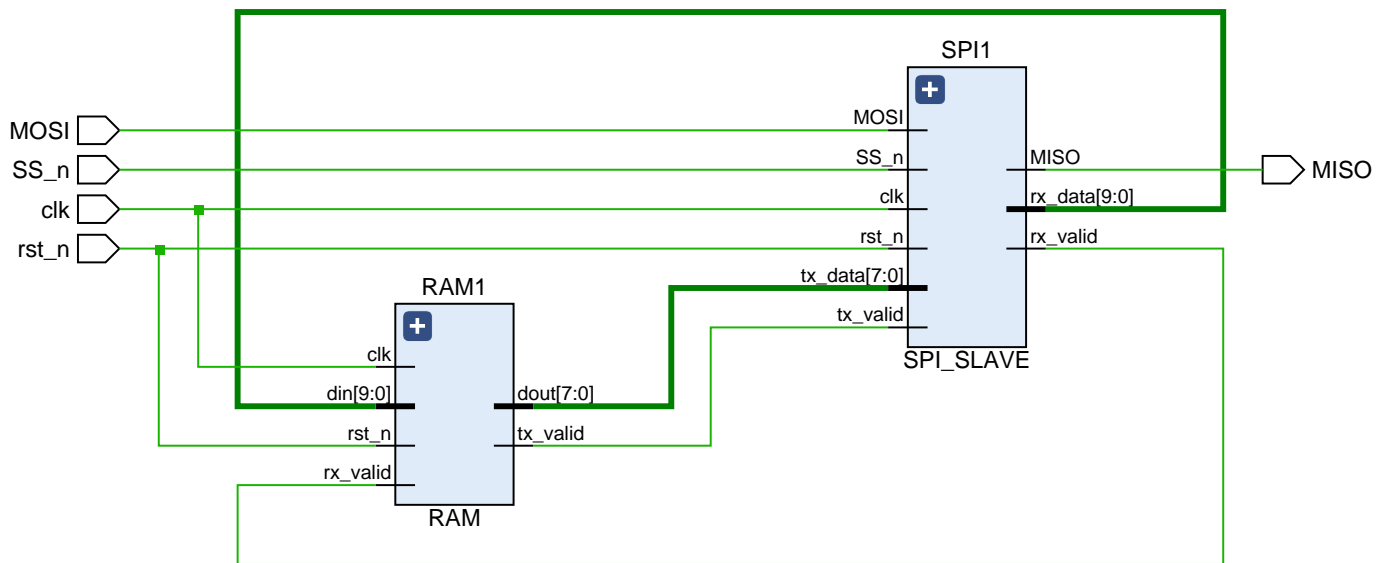 SPI1
MOSI
MOSI
SS_n
SS_n
MISO
MISO
clk
clk
rx_data[9:0]
rst_n
rst_n
rx_valid
RAM1
tx_data[7:0]
tx_valid
clk
SPI_SLAVE
din[9:0]
dout[7:0]
rst_n
tx_valid
rx_valid
RAM